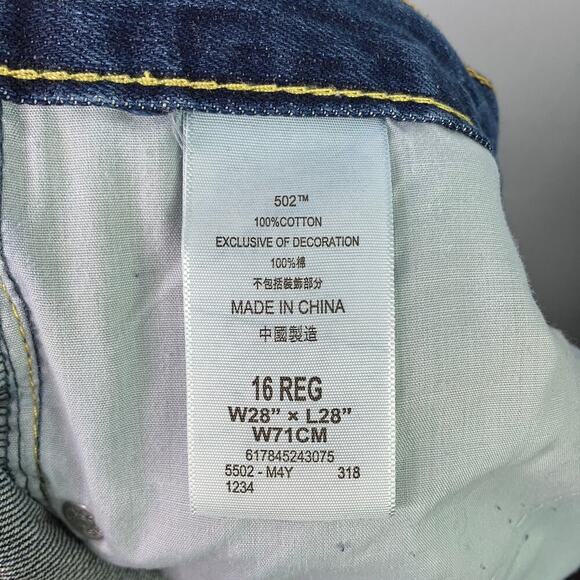 502™
100%COTTON
EXCLUSIVE OF DECORATION
100%棉
不包括裝飾部分
MADE IN CHINA
中國製造
16 REG
W28” × L28”
W71CM
617845243075
5502 - M4Y 318
1234